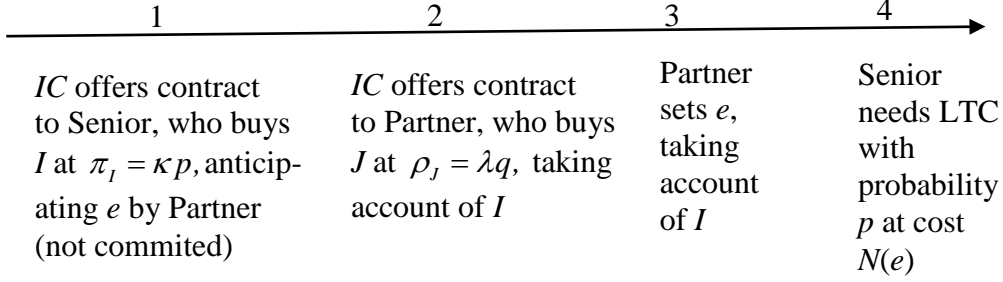 1 2 3 4
IC offers contract
to Senior, who buys
I at π_I = κp, anticip-
ating e by Partner
(not commited)
IC offers contract
to Partner, who buys
J at ρ_J = λq, taking
account of I
Partner
sets e,
taking
account
of I
Senior
needs LTC
with
probability
p at cost
N(e)